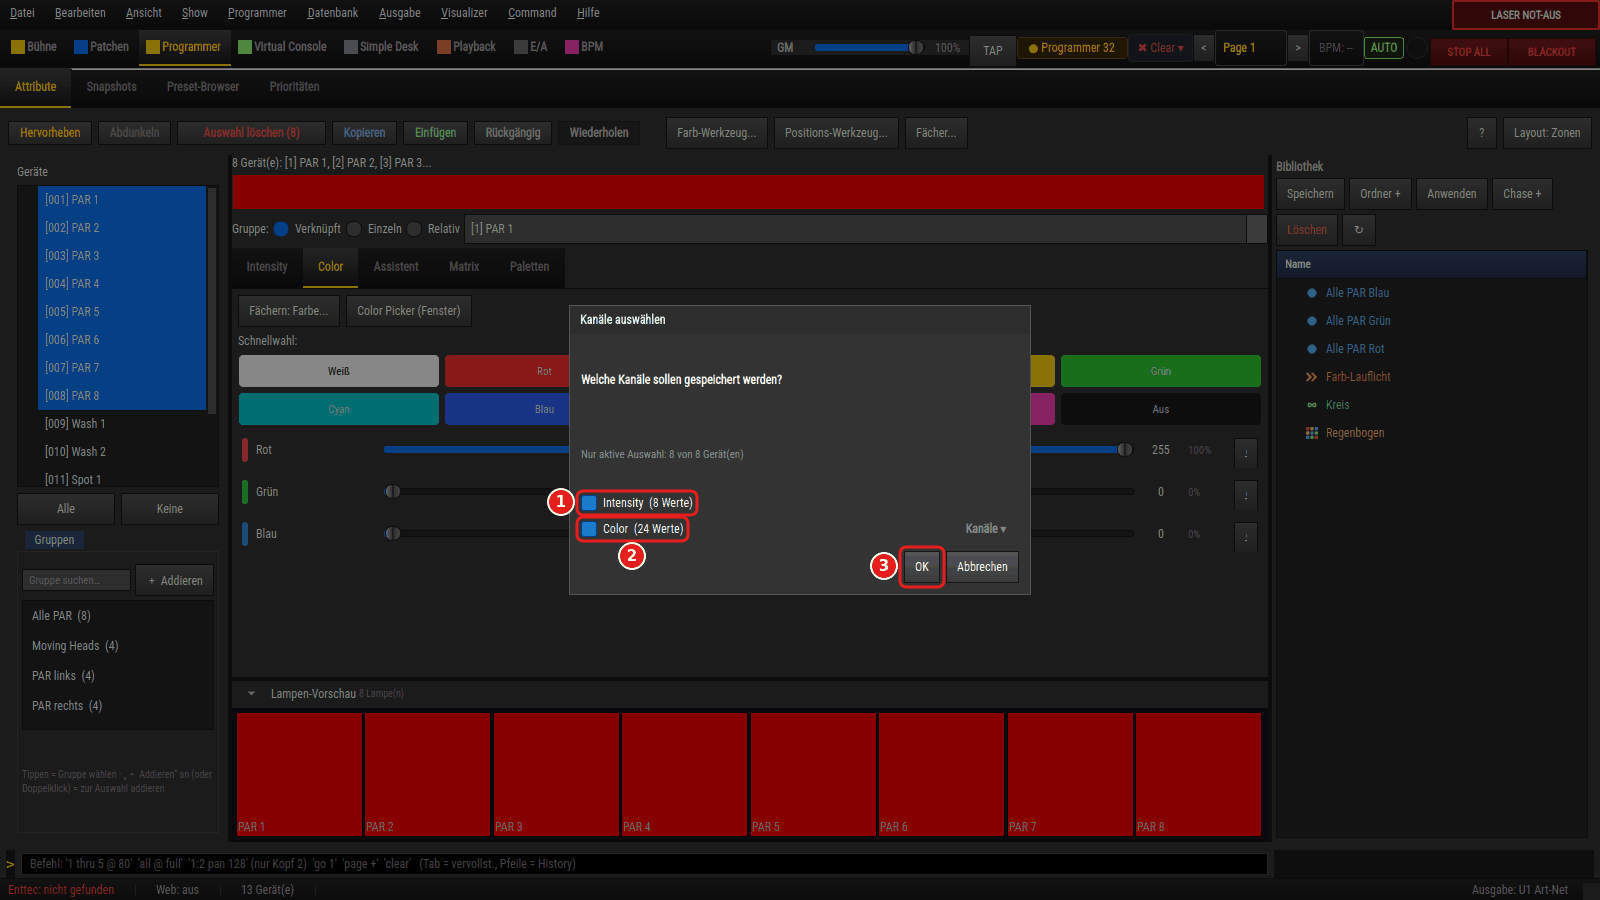 Datei Bearbeiten Ansicht Show Programmer Datenbank Ausgabe Visualizer Command Hilfe
LASER NOT-AUS
Bühne Patchen Programmer Virtual Console Simple Desk Playback E/A BPM
GM 100% TAP Programmer 32 ✖ Clear ▾ < Page 1 > BPM: -- AUTO STOP ALL BLACKOUT
Attribute Snapshots Preset-Browser Prioritäten
Hervorheben Abdunkeln Auswahl löschen (8) Kopieren Einfügen Rückgängig Wiederholen Farb-Werkzeug... Positions-Werkzeug... Fächer... ? Layout: Zonen
Geräte
[001] PAR 1
[002] PAR 2
[003] PAR 3
[004] PAR 4
[005] PAR 5
[006] PAR 6
[007] PAR 7
[008] PAR 8
[009] Wash 1
[010] Wash 2
[011] Spot 1
Alle Keine
Gruppen
Gruppe suchen... + Addieren
Alle PAR (8)
Moving Heads (4)
PAR links (4)
PAR rechts (4)
Tippen = Gruppe wählen · „ + Addieren“ an (oder
Doppelklick) = zur Auswahl addieren
8 Gerät(e): [1] PAR 1, [2] PAR 2, [3] PAR 3...
Gruppe: Verknüpft Einzeln Relativ [1] PAR 1
Intensity Color Assistent Matrix Paletten
Fächern: Farbe... Color Picker (Fenster)
Schnellwahl:
Weiß Rot Grün
Cyan Blau Aus
Rot 255 100%
Grün 0 0%
Blau 0 0%
Kanäle auswählen
Welche Kanäle sollen gespeichert werden?
Nur aktive Auswahl: 8 von 8 Gerät(en)
1 Intensity (8 Werte)
Color (24 Werte) Kanäle ▾
2
3 OK Abbrechen
Lampen-Vorschau 8 Lampe(n)
PAR 1 PAR 2 PAR 3 PAR 4 PAR 5 PAR 6 PAR 7 PAR 8
Bibliothek
Speichern Ordner + Anwenden Chase +
Löschen ↻
Name
Alle PAR Blau
Alle PAR Grün
Alle PAR Rot
Farb-Lauflicht
Kreis
Regenbogen
> Befehl: '1 thru 5 @ 80' 'all @ full' '1:2 pan 128' (nur Kopf 2) 'go 1' 'page +' 'clear' (Tab = vervollst., Pfeile = History)
Enttec: nicht gefunden Web: aus 13 Gerät(e) Ausgabe: U1 Art-Net